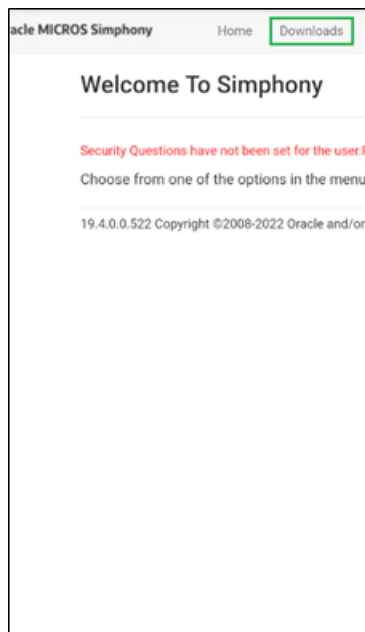 acle MICROS Simphony Home Downloads
Welcome To Simphony
Security Questions have not been set for the user.
Choose from one of the options in the menu
19.4.0.0.522 Copyright ©2008-2022 Oracle and/or